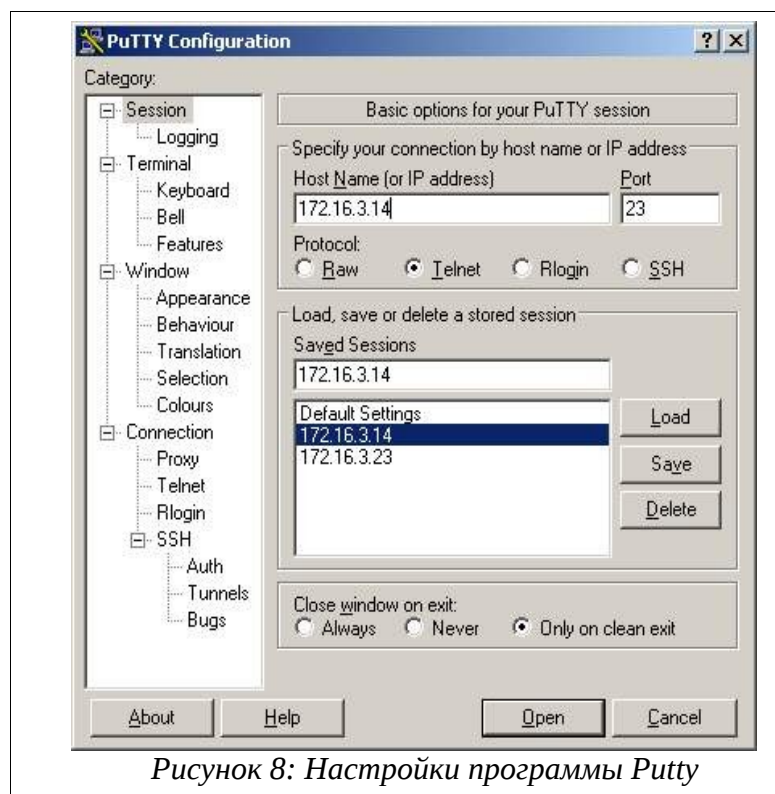 PuTTY Configuration
Category:
Session
Logging
Terminal
Keyboard
Bell
Features
Window
Appearance
Behaviour
Translation
Selection
Colours
Connection
Proxy
Telnet
Rlogin
SSH
Auth
Tunnels
Bugs
Basic options for your PuTTY session
Specify your connection by host name or IP address
Host Name (or IP address) Port
172.16.3.14 23
Protocol:
Raw Telnet Rlogin SSH
Load, save or delete a stored session
Saved Sessions
172.16.3.14
Default Settings
172.16.3.14
172.16.3.23
Load
Save
Delete
Close window on exit:
Always Never Only on clean exit
About Help Open Cancel
Рисунок 8: Настройки программы Putty